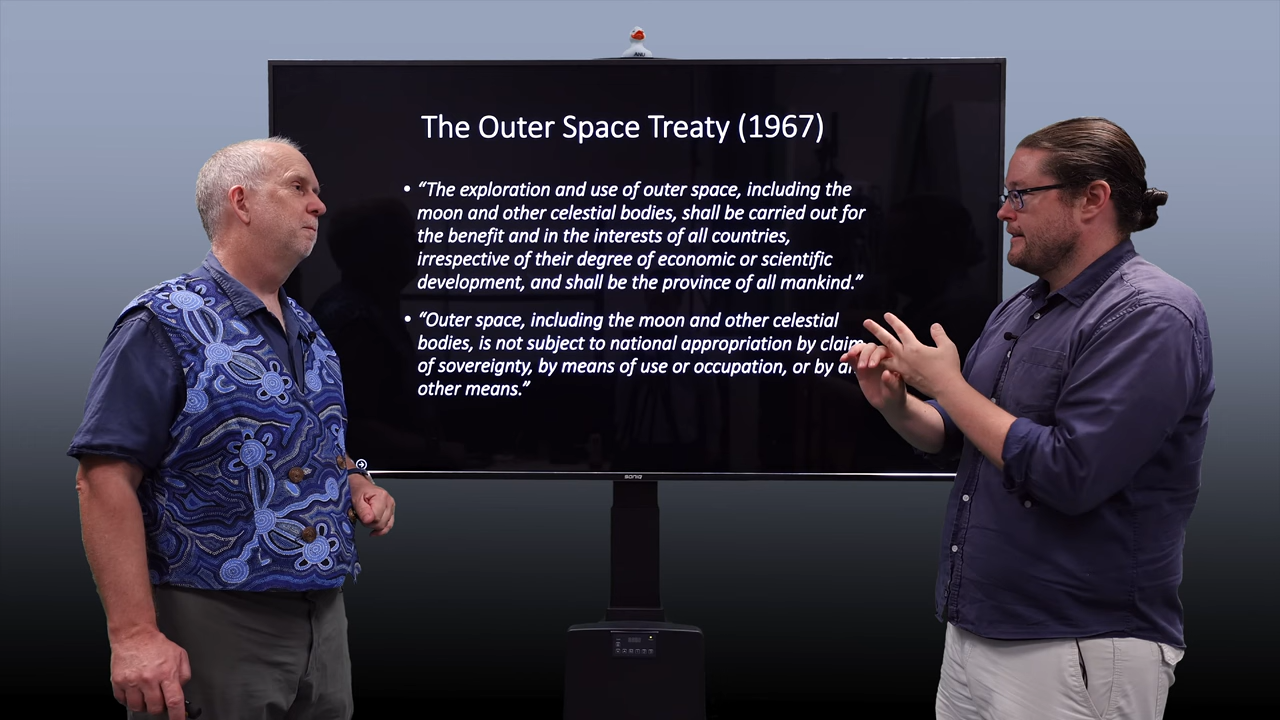 ANU
The Outer Space Treaty (1967)
• “The exploration and use of outer space, including the
moon and other celestial bodies, shall be carried out for
the benefit and in the interests of all countries,
irrespective of their degree of economic or scientific
development, and shall be the province of all mankind.”
• “Outer space, including the moon and other celestial
bodies, is not subject to national appropriation by claim
of sovereignty, by means of use or occupation, or by
other means.”
SONIQ